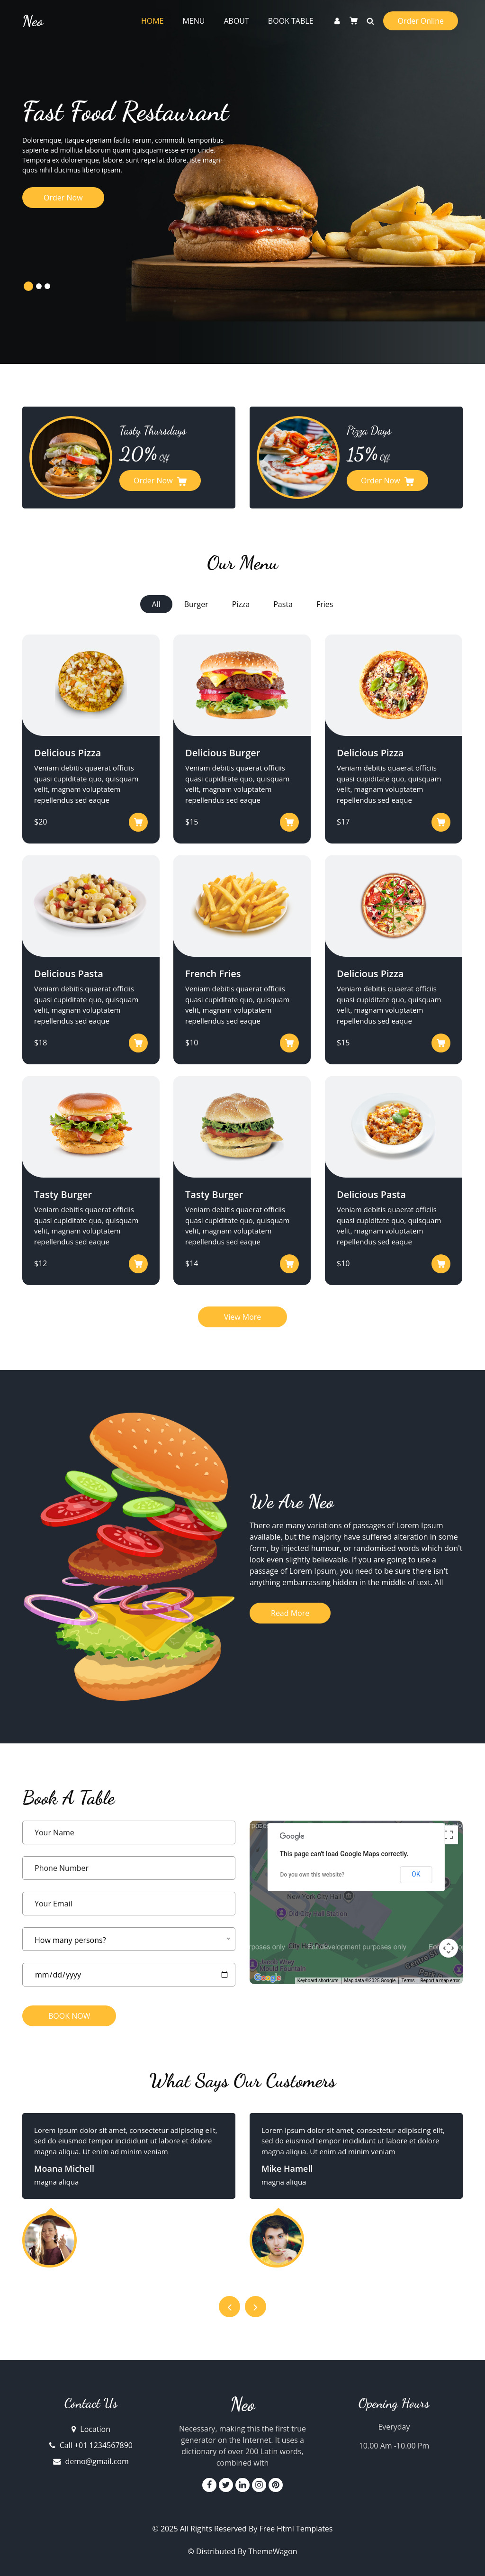 Neo
HOME MENU ABOUT BOOK TABLE Order Online
Fast Food Restaurant
Doloremque, itaque aperiam facilis rerum, commodi, temporibus
sapiente ad mollitia laborum quam quisquam esse error unde.
Tempora ex doloremque, labore, sunt repellat dolore, iste magni
quos nihil ducimus libero ipsam.
Order Now
Tasty Thursdays
20% Off
Order Now
Pizza Days
15% Off
Order Now
Our Menu
All Burger Pizza Pasta Fries
Delicious Pizza
Veniam debitis quaerat officiis
quasi cupiditate quo, quisquam
velit, magnam voluptatem
repellendus sed eaque
$20
Delicious Burger
Veniam debitis quaerat officiis
quasi cupiditate quo, quisquam
velit, magnam voluptatem
repellendus sed eaque
$15
Delicious Pizza
Veniam debitis quaerat officiis
quasi cupiditate quo, quisquam
velit, magnam voluptatem
repellendus sed eaque
$17
Delicious Pasta
Veniam debitis quaerat officiis
quasi cupiditate quo, quisquam
velit, magnam voluptatem
repellendus sed eaque
$18
French Fries
Veniam debitis quaerat officiis
quasi cupiditate quo, quisquam
velit, magnam voluptatem
repellendus sed eaque
$10
Delicious Pizza
Veniam debitis quaerat officiis
quasi cupiditate quo, quisquam
velit, magnam voluptatem
repellendus sed eaque
$15
Tasty Burger
Veniam debitis quaerat officiis
quasi cupiditate quo, quisquam
velit, magnam voluptatem
repellendus sed eaque
$12
Tasty Burger
Veniam debitis quaerat officiis
quasi cupiditate quo, quisquam
velit, magnam voluptatem
repellendus sed eaque
$14
Delicious Pasta
Veniam debitis quaerat officiis
quasi cupiditate quo, quisquam
velit, magnam voluptatem
repellendus sed eaque
$10
View More
We Are Neo
There are many variations of passages of Lorem Ipsum
available, but the majority have suffered alteration in some
form, by injected humour, or randomised words which don't
look even slightly believable. If you are going to use a
passage of Lorem Ipsum, you need to be sure there isn't
anything embarrassing hidden in the middle of text. All
Read More
Book A Table
Your Name
Phone Number
Your Email
How many persons?
mm/dd/yyyy
BOOK NOW
Google
This page can't load Google Maps correctly.
Do you own this website? OK
New York City Hall
Old City Hall Station
For development purposes only
Google
Keyboard shortcuts Map data ©2025 Google Terms Report a map error
What Says Our Customers
Lorem ipsum dolor sit amet, consectetur adipiscing elit,
sed do eiusmod tempor incididunt ut labore et dolore
magna aliqua. Ut enim ad minim veniam
Moana Michell
magna aliqua
Lorem ipsum dolor sit amet, consectetur adipiscing elit,
sed do eiusmod tempor incididunt ut labore et dolore
magna aliqua. Ut enim ad minim veniam
Mike Hamell
magna aliqua
Contact Us
Location
Call +01 1234567890
demo@gmail.com
Neo
Necessary, making this the first true
generator on the Internet. It uses a
dictionary of over 200 Latin words,
combined with
Opening Hours
Everyday
10.00 Am -10.00 Pm
© 2025 All Rights Reserved By Free Html Templates
© Distributed By ThemeWagon